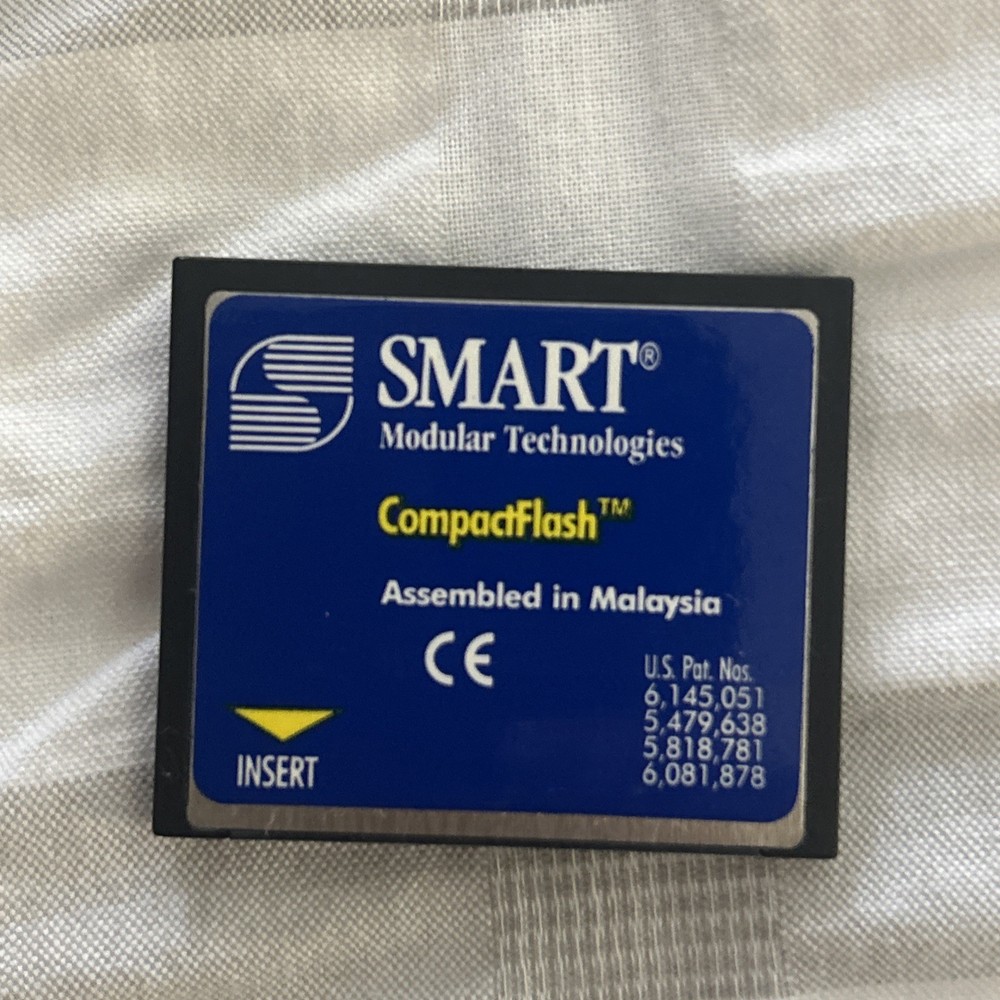 SMART®
Modular Technologies
CompactFlash™
Assembled in Malaysia
CE
U.S. Pat. Nos.
6,145,051
5,479,638
5,818,781
6,081,878
INSERT